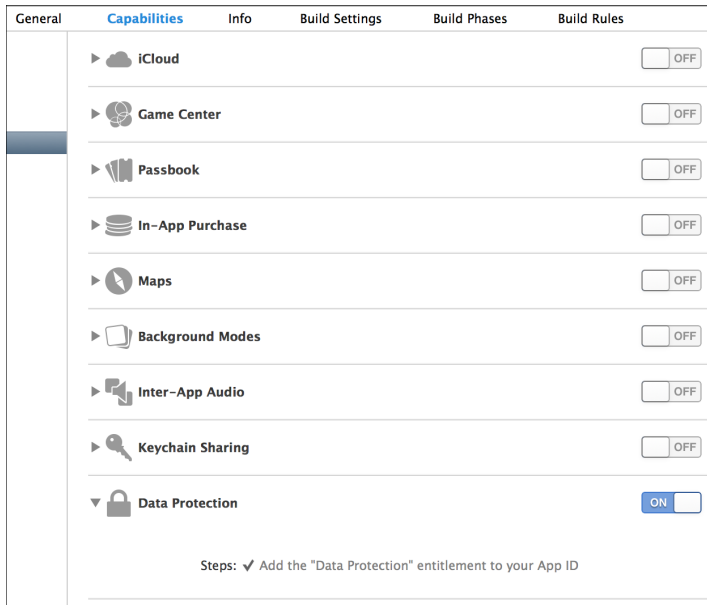 General Capabilities Info Build Settings Build Phases Build Rules
iCloud OFF
Game Center OFF
Passbook OFF
In-App Purchase OFF
Maps OFF
Background Modes OFF
Inter-App Audio OFF
Keychain Sharing OFF
Data Protection ON
Steps: ✔ Add the "Data Protection" entitlement to your App ID